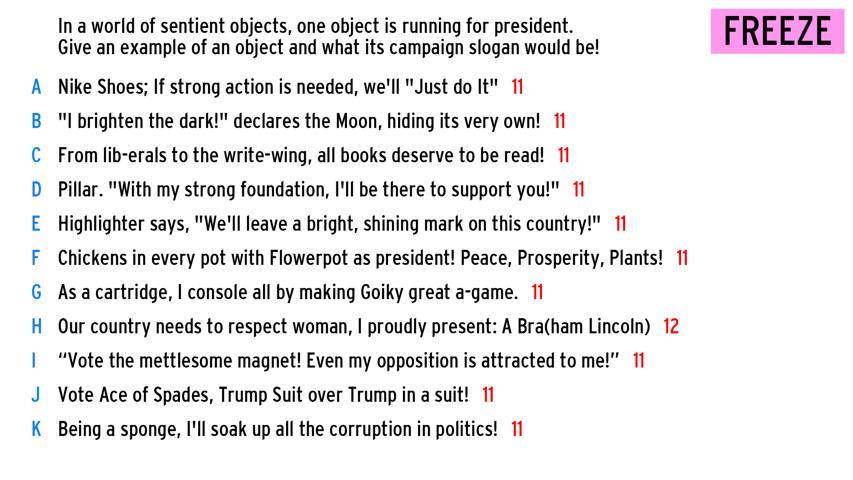 In a world of sentient objects, one object is running for president.
Give an example of an object and what its campaign slogan would be!
FREEZE
A Nike Shoes; If strong action is needed, we'll "Just do It" 11
B "I brighten the dark!" declares the Moon, hiding its very own! 11
C From lib-erals to the write-wing, all books deserve to be read! 11
D Pillar. "With my strong foundation, I'll be there to support you!" 11
E Highlighter says, "We'll leave a bright, shining mark on this country!" 11
F Chickens in every pot with Flowerpot as president! Peace, Prosperity, Plants! 11
G As a cartridge, I console all by making Goiky great a-game. 11
H Our country needs to respect woman, I proudly present: A Bra(ham Lincoln) 12
I “Vote the mettlesome magnet! Even my opposition is attracted to me!” 11
J Vote Ace of Spades, Trump Suit over Trump in a suit! 11
K Being a sponge, I'll soak up all the corruption in politics! 11